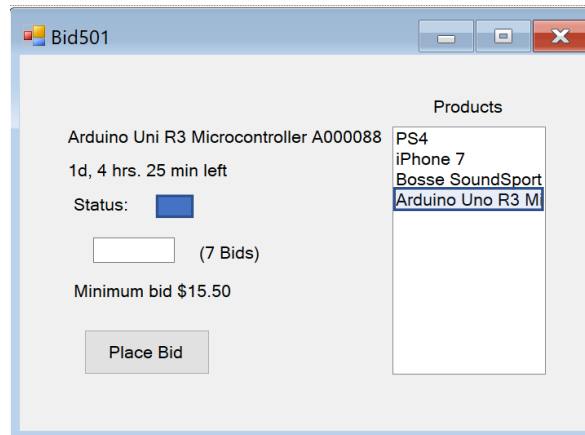 Bid501
Arduino Uni R3 Microcontroller A000088
1d, 4 hrs. 25 min left
Status:
(7 Bids)
Minimum bid $15.50
Place Bid
Products
PS4
iPhone 7
Bosse SoundSport
Arduino Uno R3 Mi